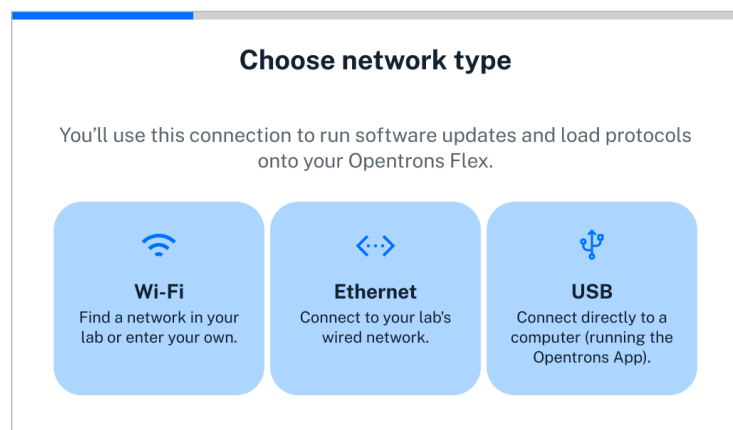 Choose network type
You’ll use this connection to run software updates and load protocols
onto your Opentrons Flex.
Wi-Fi
Find a network in your
lab or enter your own.
Ethernet
Connect to your lab's
wired network.
USB
Connect directly to a
computer (running the
Opentrons App).